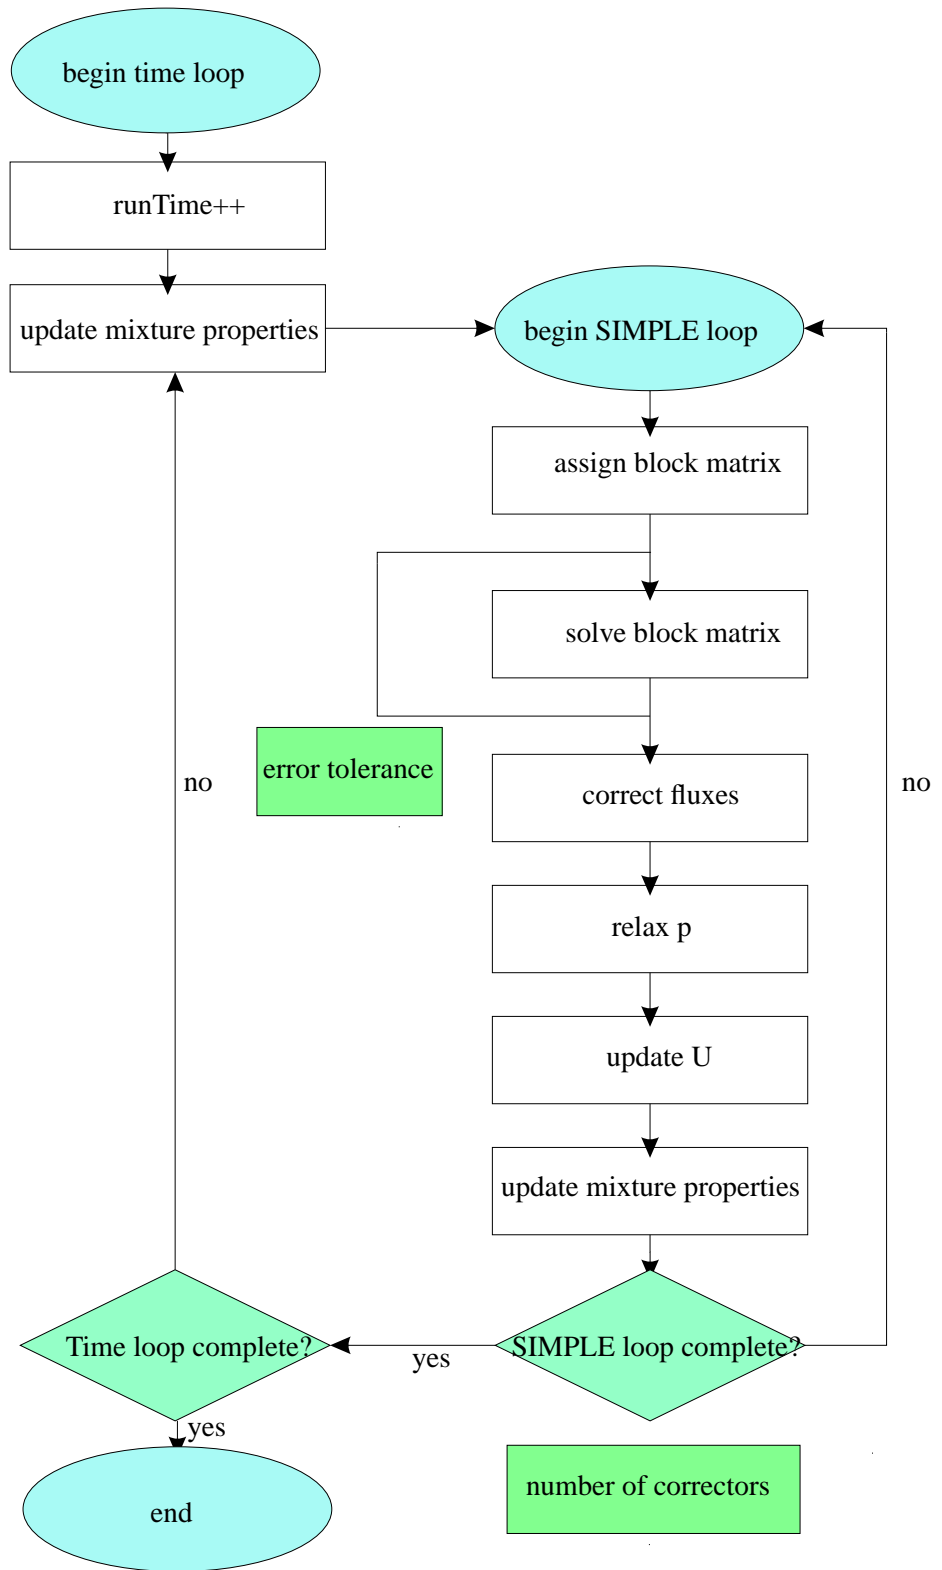 begin time loop
runTime++
update mixture properties
begin SIMPLE loop
assign block matrix
solve block matrix
error tolerance
correct fluxes
no
no
relax p
update U
update mixture properties
Time loop complete?
yes
SIMPLE loop complete?
yes
number of correctors
end